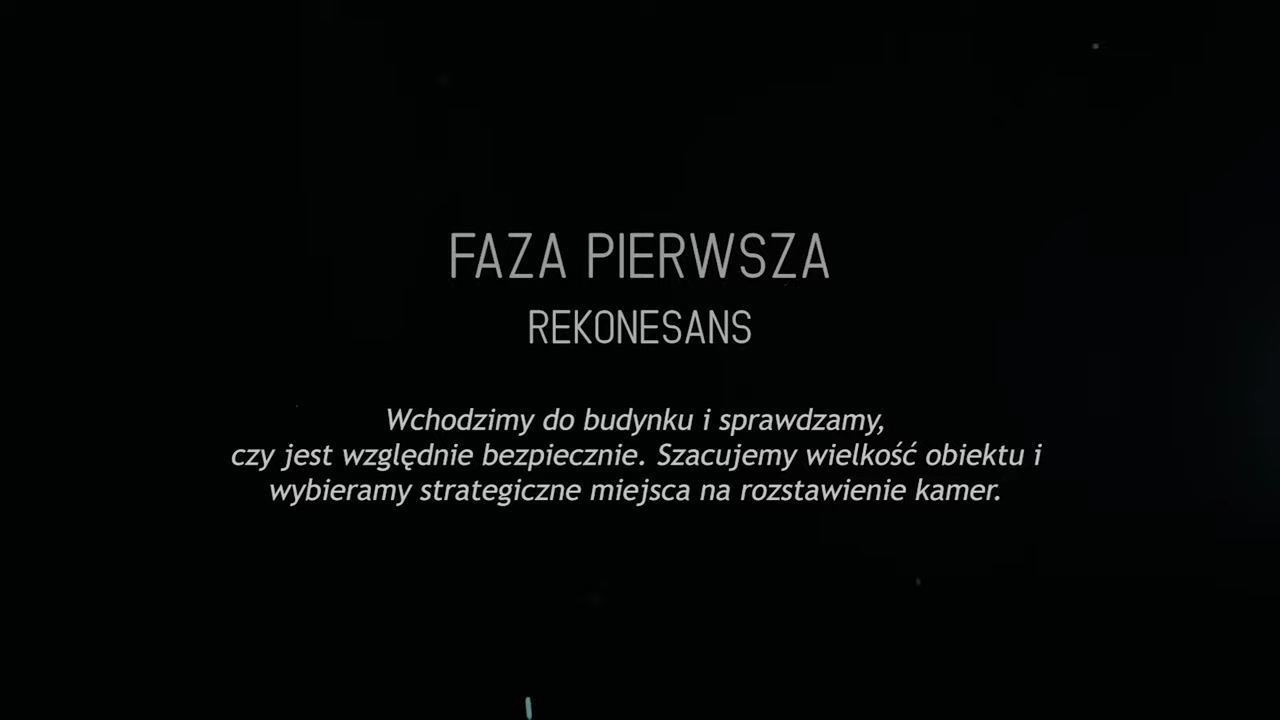 FAZA PIERWSZA
REKONESANS
Wchodzimy do budynku i sprawdzamy,
czy jest względnie bezpiecznie. Szacujemy wielkość obiektu i
wybieramy strategiczne miejsca na rozstawienie kamer.